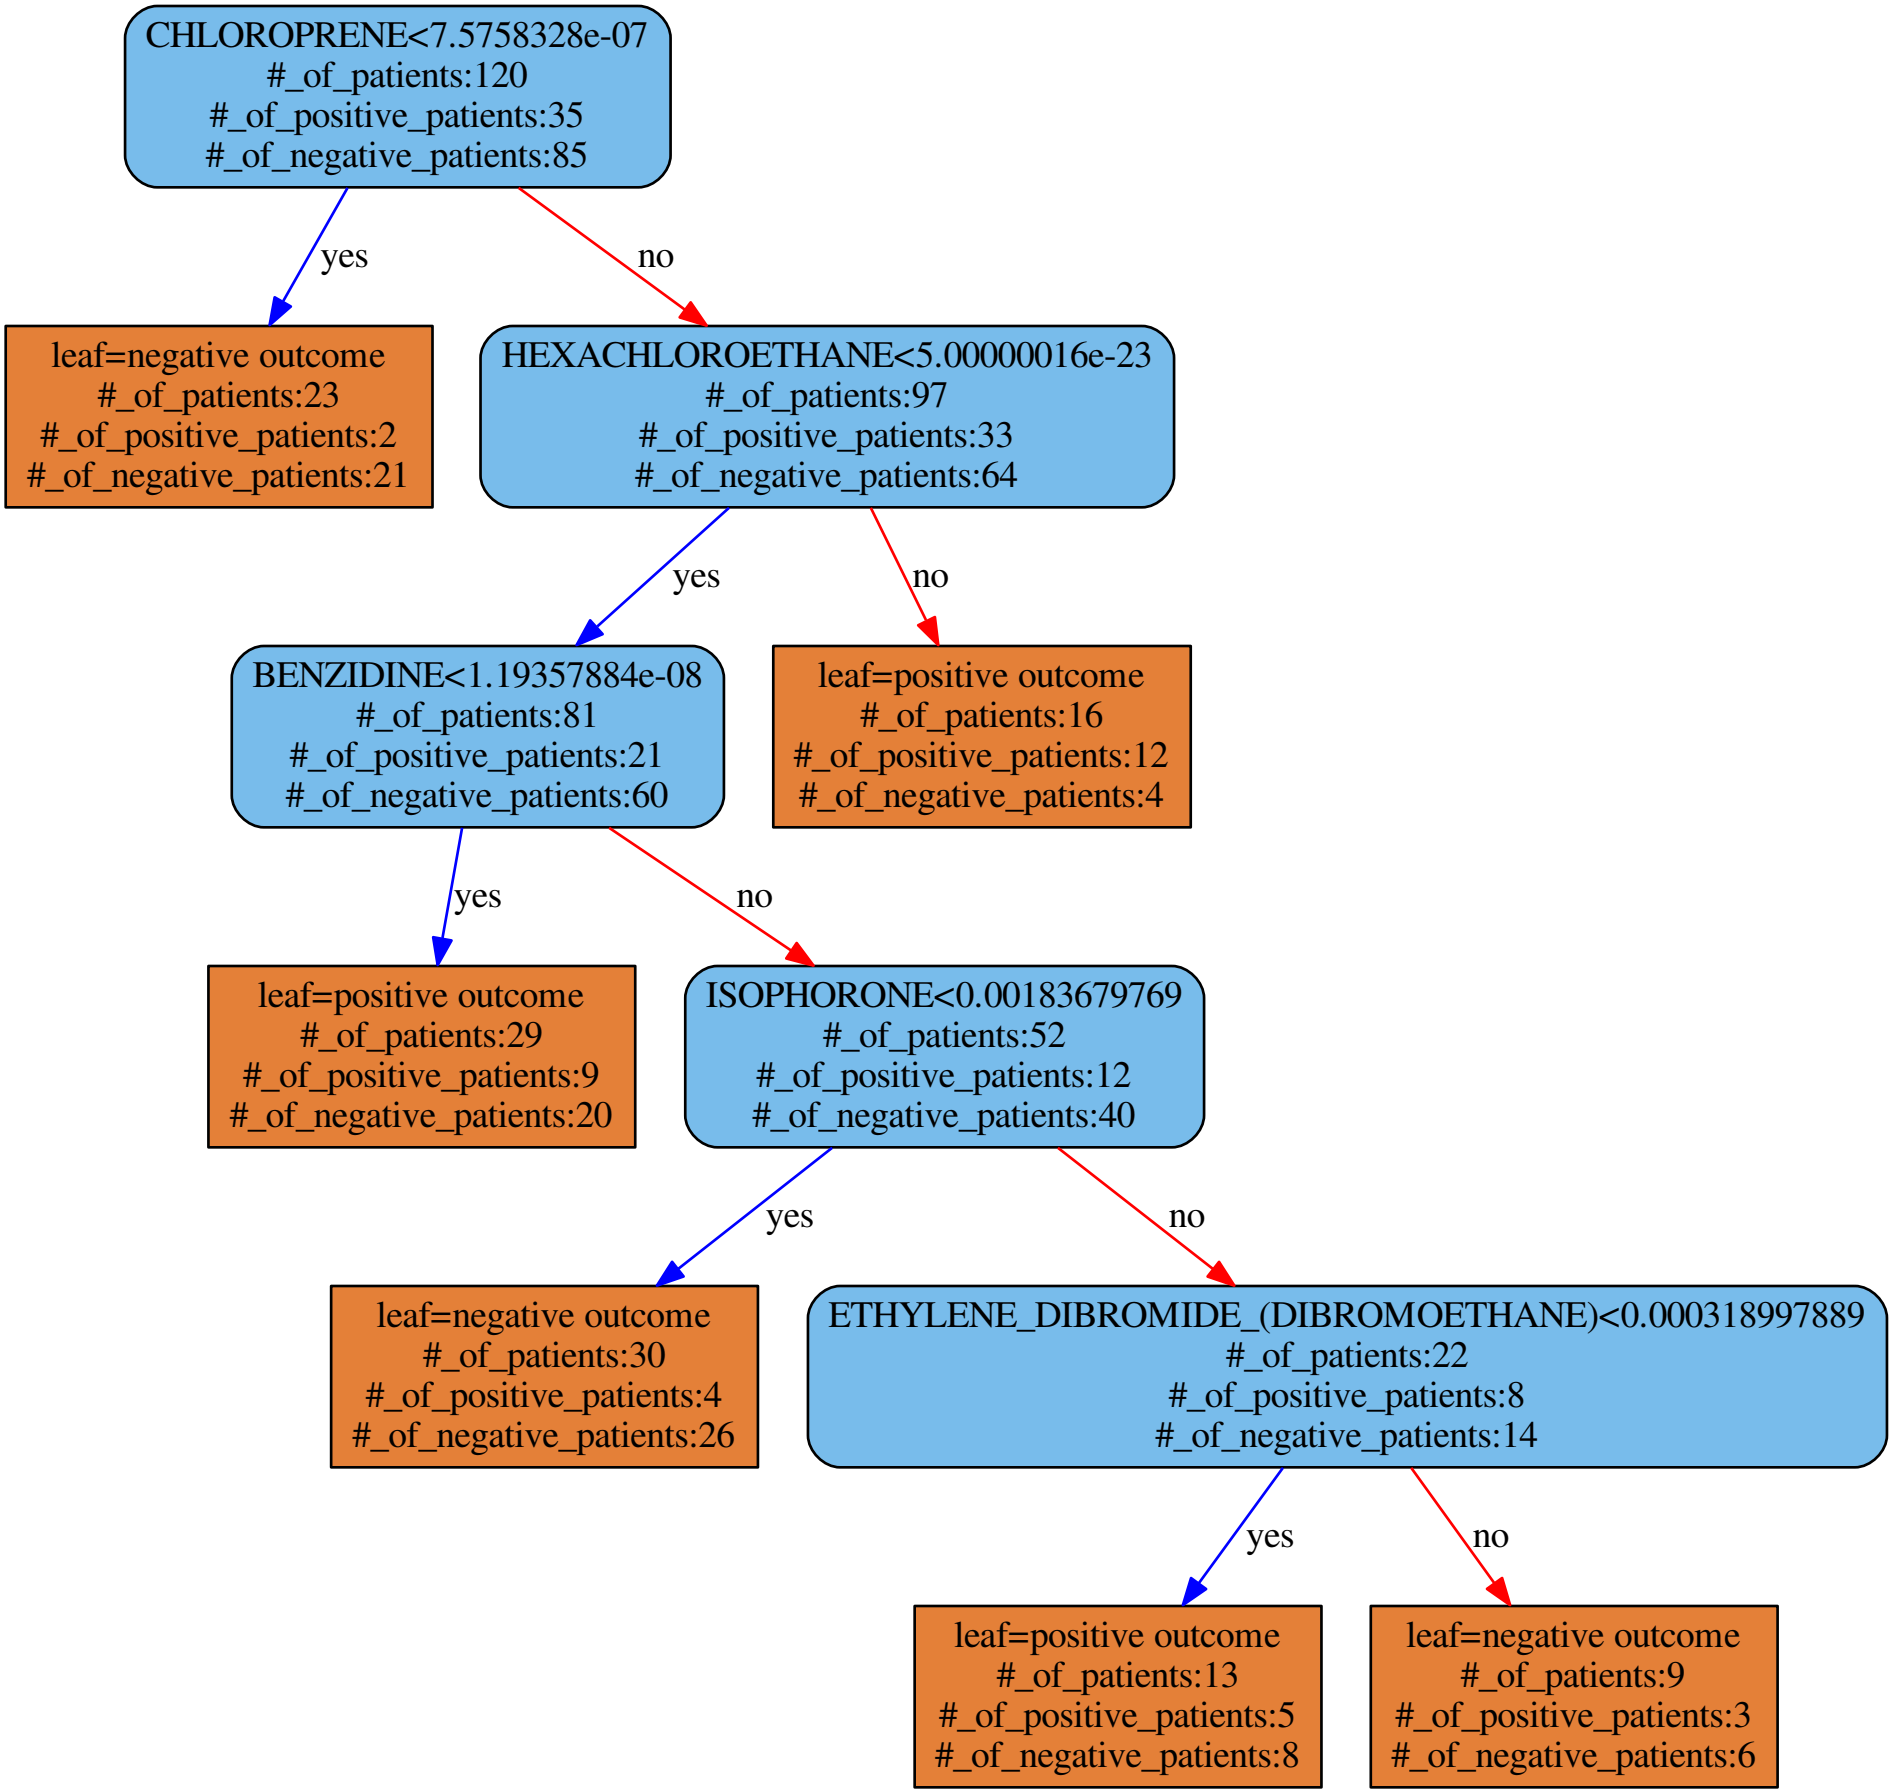 CHLOROPRENE<7.5758328e-07
#_of_patients:120
#_of_positive_patients:35
#_of_negative_patients:85
yes
no
leaf=negative outcome
#_of_patients:23
#_of_positive_patients:2
#_of_negative_patients:21
HEXACHLOROETHANE<5.00000016e-23
#_of_patients:97
#_of_positive_patients:33
#_of_negative_patients:64
yes
no
BENZIDINE<1.19357884e-08
#_of_patients:81
#_of_positive_patients:21
#_of_negative_patients:60
leaf=positive outcome
#_of_patients:16
#_of_positive_patients:12
#_of_negative_patients:4
yes
no
leaf=positive outcome
#_of_patients:29
#_of_positive_patients:9
#_of_negative_patients:20
ISOPHORONE<0.00183679769
#_of_patients:52
#_of_positive_patients:12
#_of_negative_patients:40
yes
no
leaf=negative outcome
#_of_patients:30
#_of_positive_patients:4
#_of_negative_patients:26
ETHYLENE_DIBROMIDE_(DIBROMOETHANE)<0.000318997889
#_of_patients:22
#_of_positive_patients:8
#_of_negative_patients:14
yes
no
leaf=positive outcome
#_of_patients:13
#_of_positive_patients:5
#_of_negative_patients:8
leaf=negative outcome
#_of_patients:9
#_of_positive_patients:3
#_of_negative_patients:6